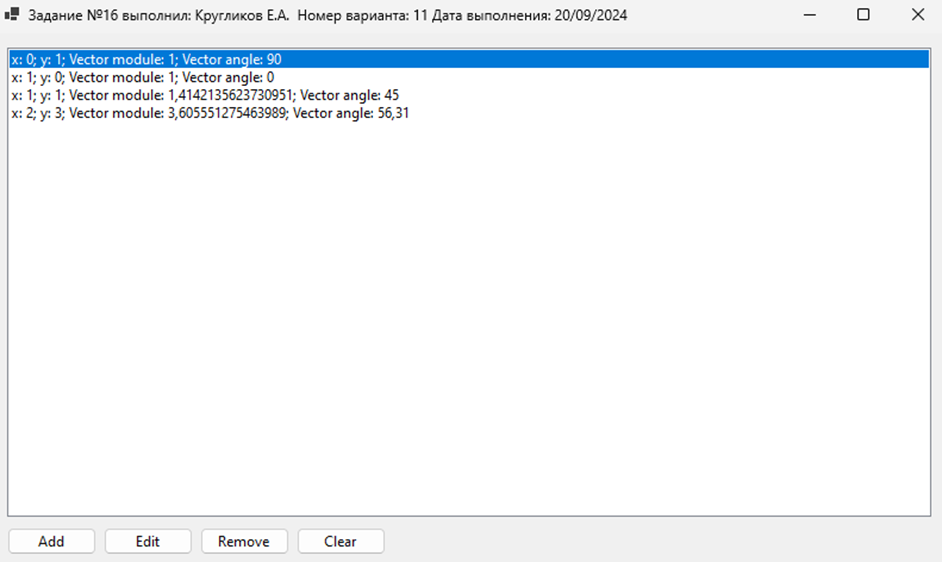 Задание №16 выполнил: Кругликов Е.А.  Номер варианта: 11 Дата выполнения: 20/09/2024
x: 0; y: 1; Vector module: 1; Vector angle: 90
x: 1; y: 0; Vector module: 1; Vector angle: 0
x: 1; y: 1; Vector module: 1,4142135623730951; Vector angle: 45
x: 2; y: 3; Vector module: 3,605551275463989; Vector angle: 56,31
Add Edit Remove Clear